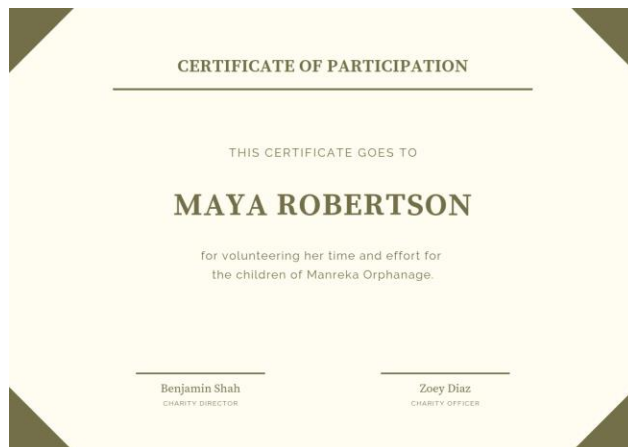 CERTIFICATE OF PARTICIPATION
THIS CERTIFICATE GOES TO
MAYA ROBERTSON
for volunteering her time and effort for
the children of Manreka Orphanage.
Benjamin Shah
CHARITY DIRECTOR
Zoey Diaz
CHARITY OFFICER